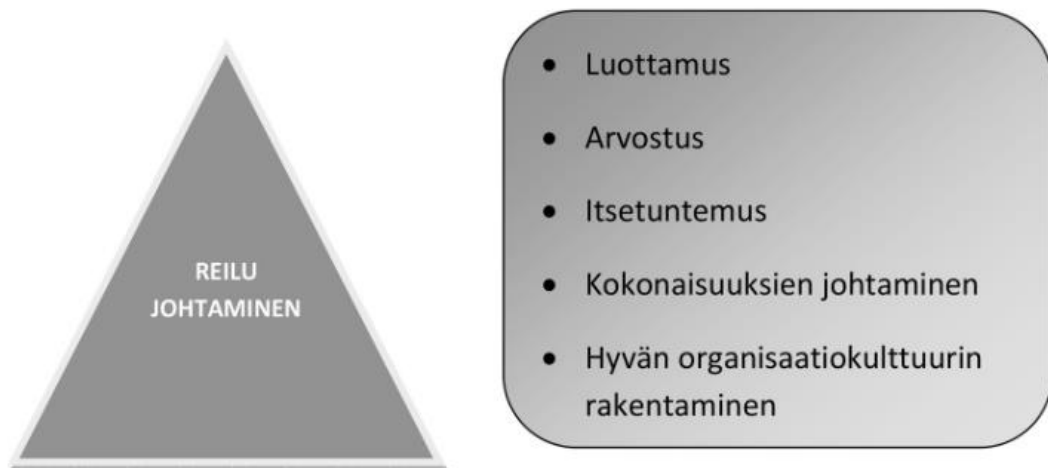 REILU
JOHTAMINEN
• Luottamus
• Arvostus
• Itsetuntemus
• Kokonaisuuksien johtaminen
• Hyvän organisaatiokulttuurin
rakentaminen